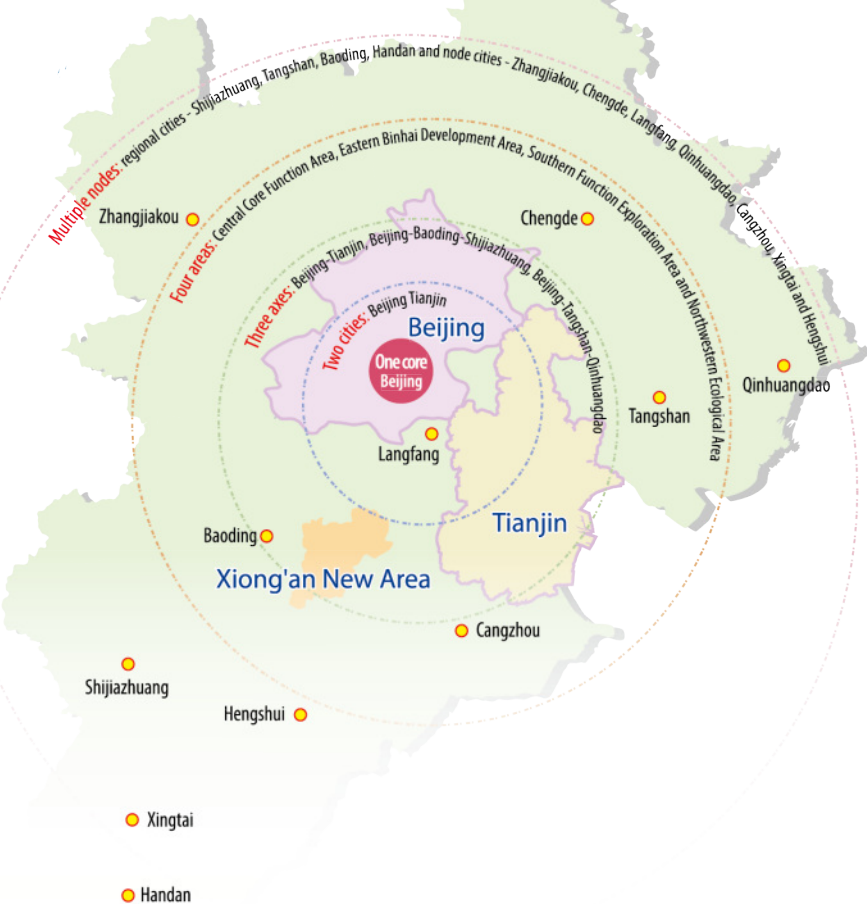 Multiple nodes: regional cities - Shijiazhuang, Tangshan, Baoding, Handan and node cities - Zhangjiakou, Chengde, Langfang, Qinhuangdao, Cangzhou, Xingtai and Hengshui
Four areas: Central Core Function Area, Eastern Binhai Development Area, Southern Function Exploration Area and Northwestern Ecological Area
Three axes: Beijing-Tianjin, Beijing-Baoding-Shijiazhuang, Beijing-Tangshan-Qinhuangdao
Two cities: Beijing Tianjin
Zhangjiakou
Chengde
Beijing
One core
Beijing
Qinhuangdao
Tangshan
Langfang
Tianjin
Baoding
Xiong'an New Area
Cangzhou
Shijiazhuang
Hengshui
Xingtai
Handan